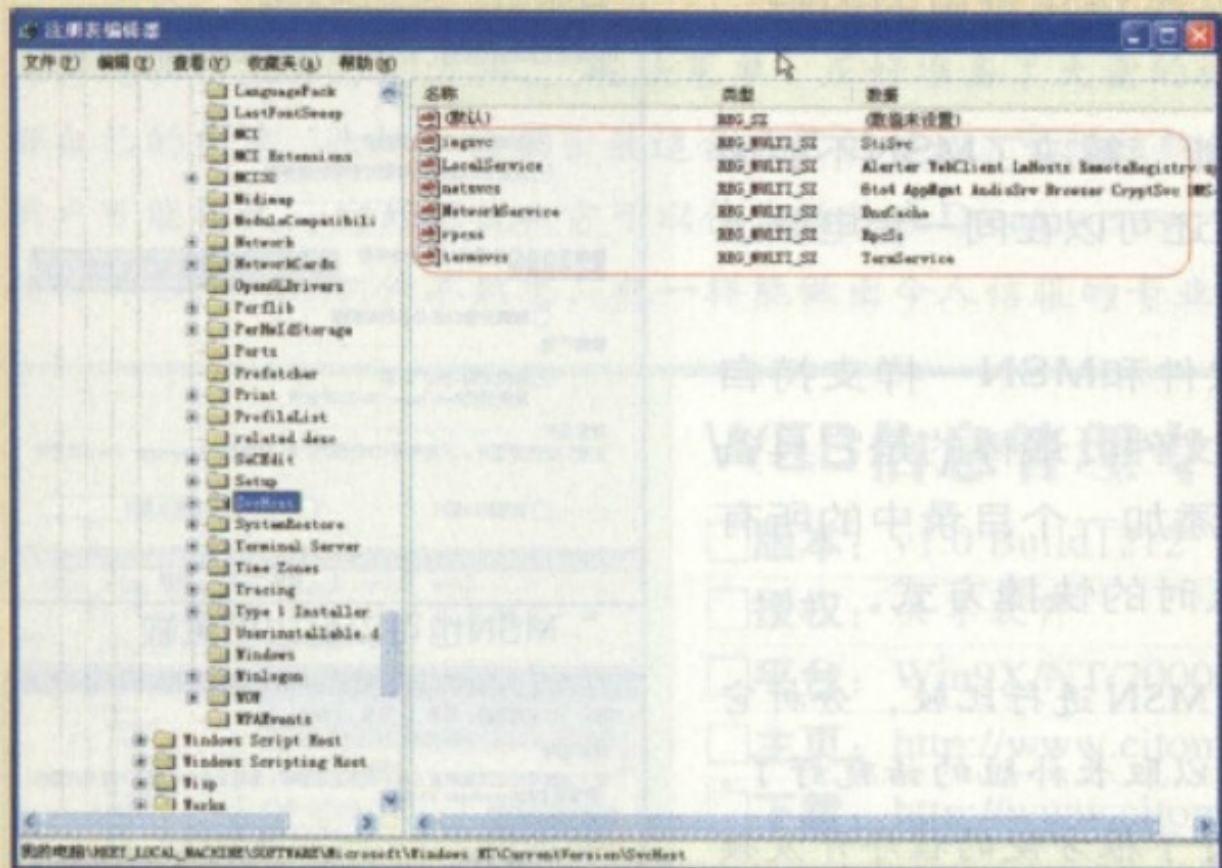 注册表编辑器
文件(F) 编辑(E) 查看(V) 收藏夹(A) 帮助(H)
LanguagePack
LastFontSweep
MCI
MCI Extensions
MCI32
Midimap
ModuleCompatibili
Network
NetworkCards
OpenGLDrivers
Perflib
PerHwIdStorage
Ports
Prefetcher
Print
ProfileList
related.desc
SeCEdit
Setup
SvcHost
SystemRestore
Terminal Server
Time Zones
Tracing
Type 1 Installer
Userinstallable.d
Windows
Winlogon
WOW
WPAEvents
Windows Script Host
Windows Scripting Host
Wisp
Works
名称 类型 数据
(默认) REG_SZ (数值未设置)
imgsvc REG_MULTI_SZ StiSvc
LocalService REG_MULTI_SZ Alerter WebClient LmHosts RemoteRegistry up
netsvcs REG_MULTI_SZ 6to4 AppMgmt AudioSrv Browser CryptSvc DMS
NetworkService REG_MULTI_SZ DnsCache
rpcss REG_MULTI_SZ RpcSs
termsvcs REG_MULTI_SZ TermService
我的电脑\HKEY_LOCAL_MACHINE\SOFTWARE\Microsoft\Windows NT\CurrentVersion\SvcHost